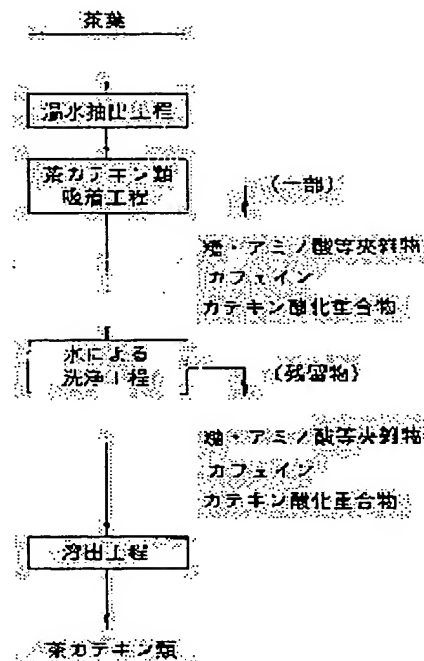 茶葉
温水抽出工程
茶カテキン類
吸着工程
(一部)
糖・アミノ酸等夾雑物
カフェイン
カテキン酸化重合物
水による
洗浄工程
(残留物)
糖・アミノ酸等夾雑物
カフェイン
カテキン酸化重合物
溶出工程
茶カテキン類